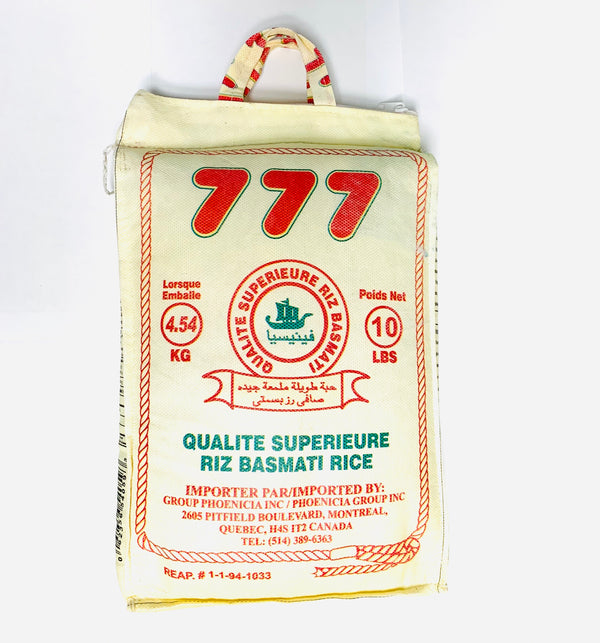 777
Lorsque
Emballe
4.54
KG
QUALITE SUPERIEURE RIZ BASMATI
فينيسيا
Poids Net
10
LBS
حبة طويلة ملمعة جيده
صافي رز بسمتي
QUALITE SUPERIEURE
RIZ BASMATI RICE
IMPORTER PAR/IMPORTED BY:
GROUP PHOENICIA INC / PHOENICIA GROUP INC
2605 PITFIELD BOULEVARD, MONTREAL,
QUEBEC, H4S 1T2 CANADA
TEL: (514) 389-6363
REAP. # 1-1-94-1033